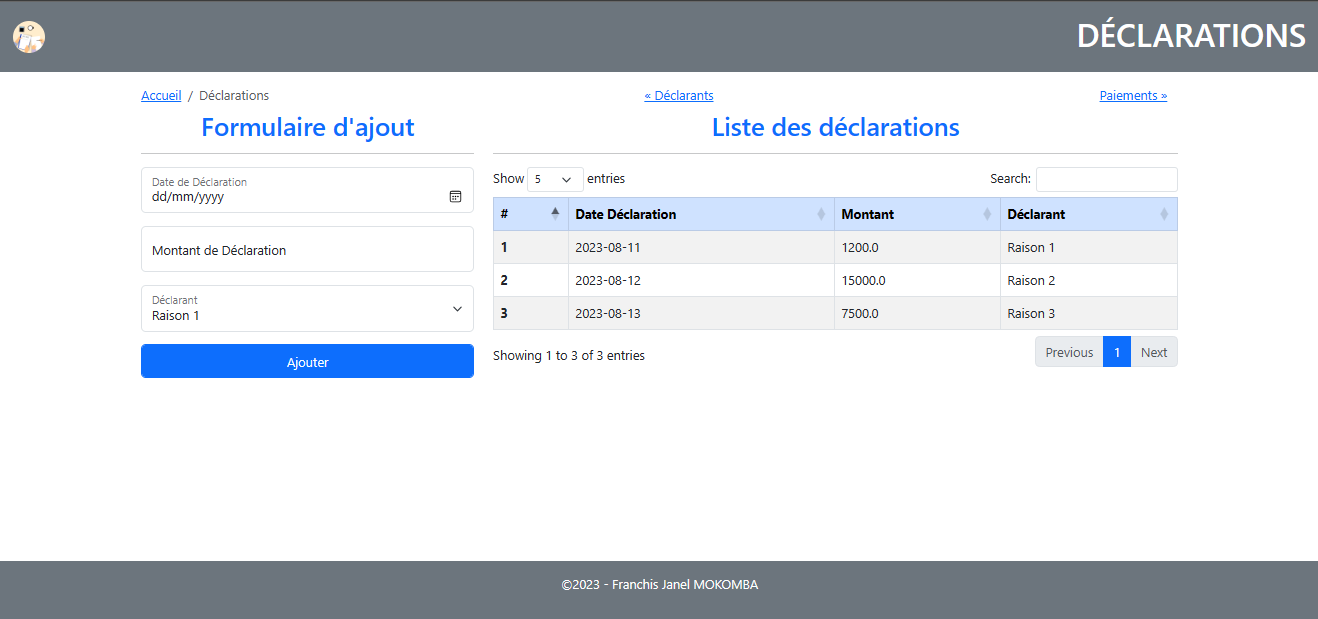 DÉCLARATIONS
Accueil / Déclarations
« Déclarants
Paiements »
Formulaire d'ajout
Date de Déclaration
dd/mm/yyyy
Montant de Déclaration
Déclarant
Raison 1
Ajouter
Liste des déclarations
Show 5 entries
Search:
# Date Déclaration Montant Déclarant
1 2023-08-11 1200.0 Raison 1
2 2023-08-12 15000.0 Raison 2
3 2023-08-13 7500.0 Raison 3
Showing 1 to 3 of 3 entries
Previous 1 Next
©2023 - Franchis Janel MOKOMBA